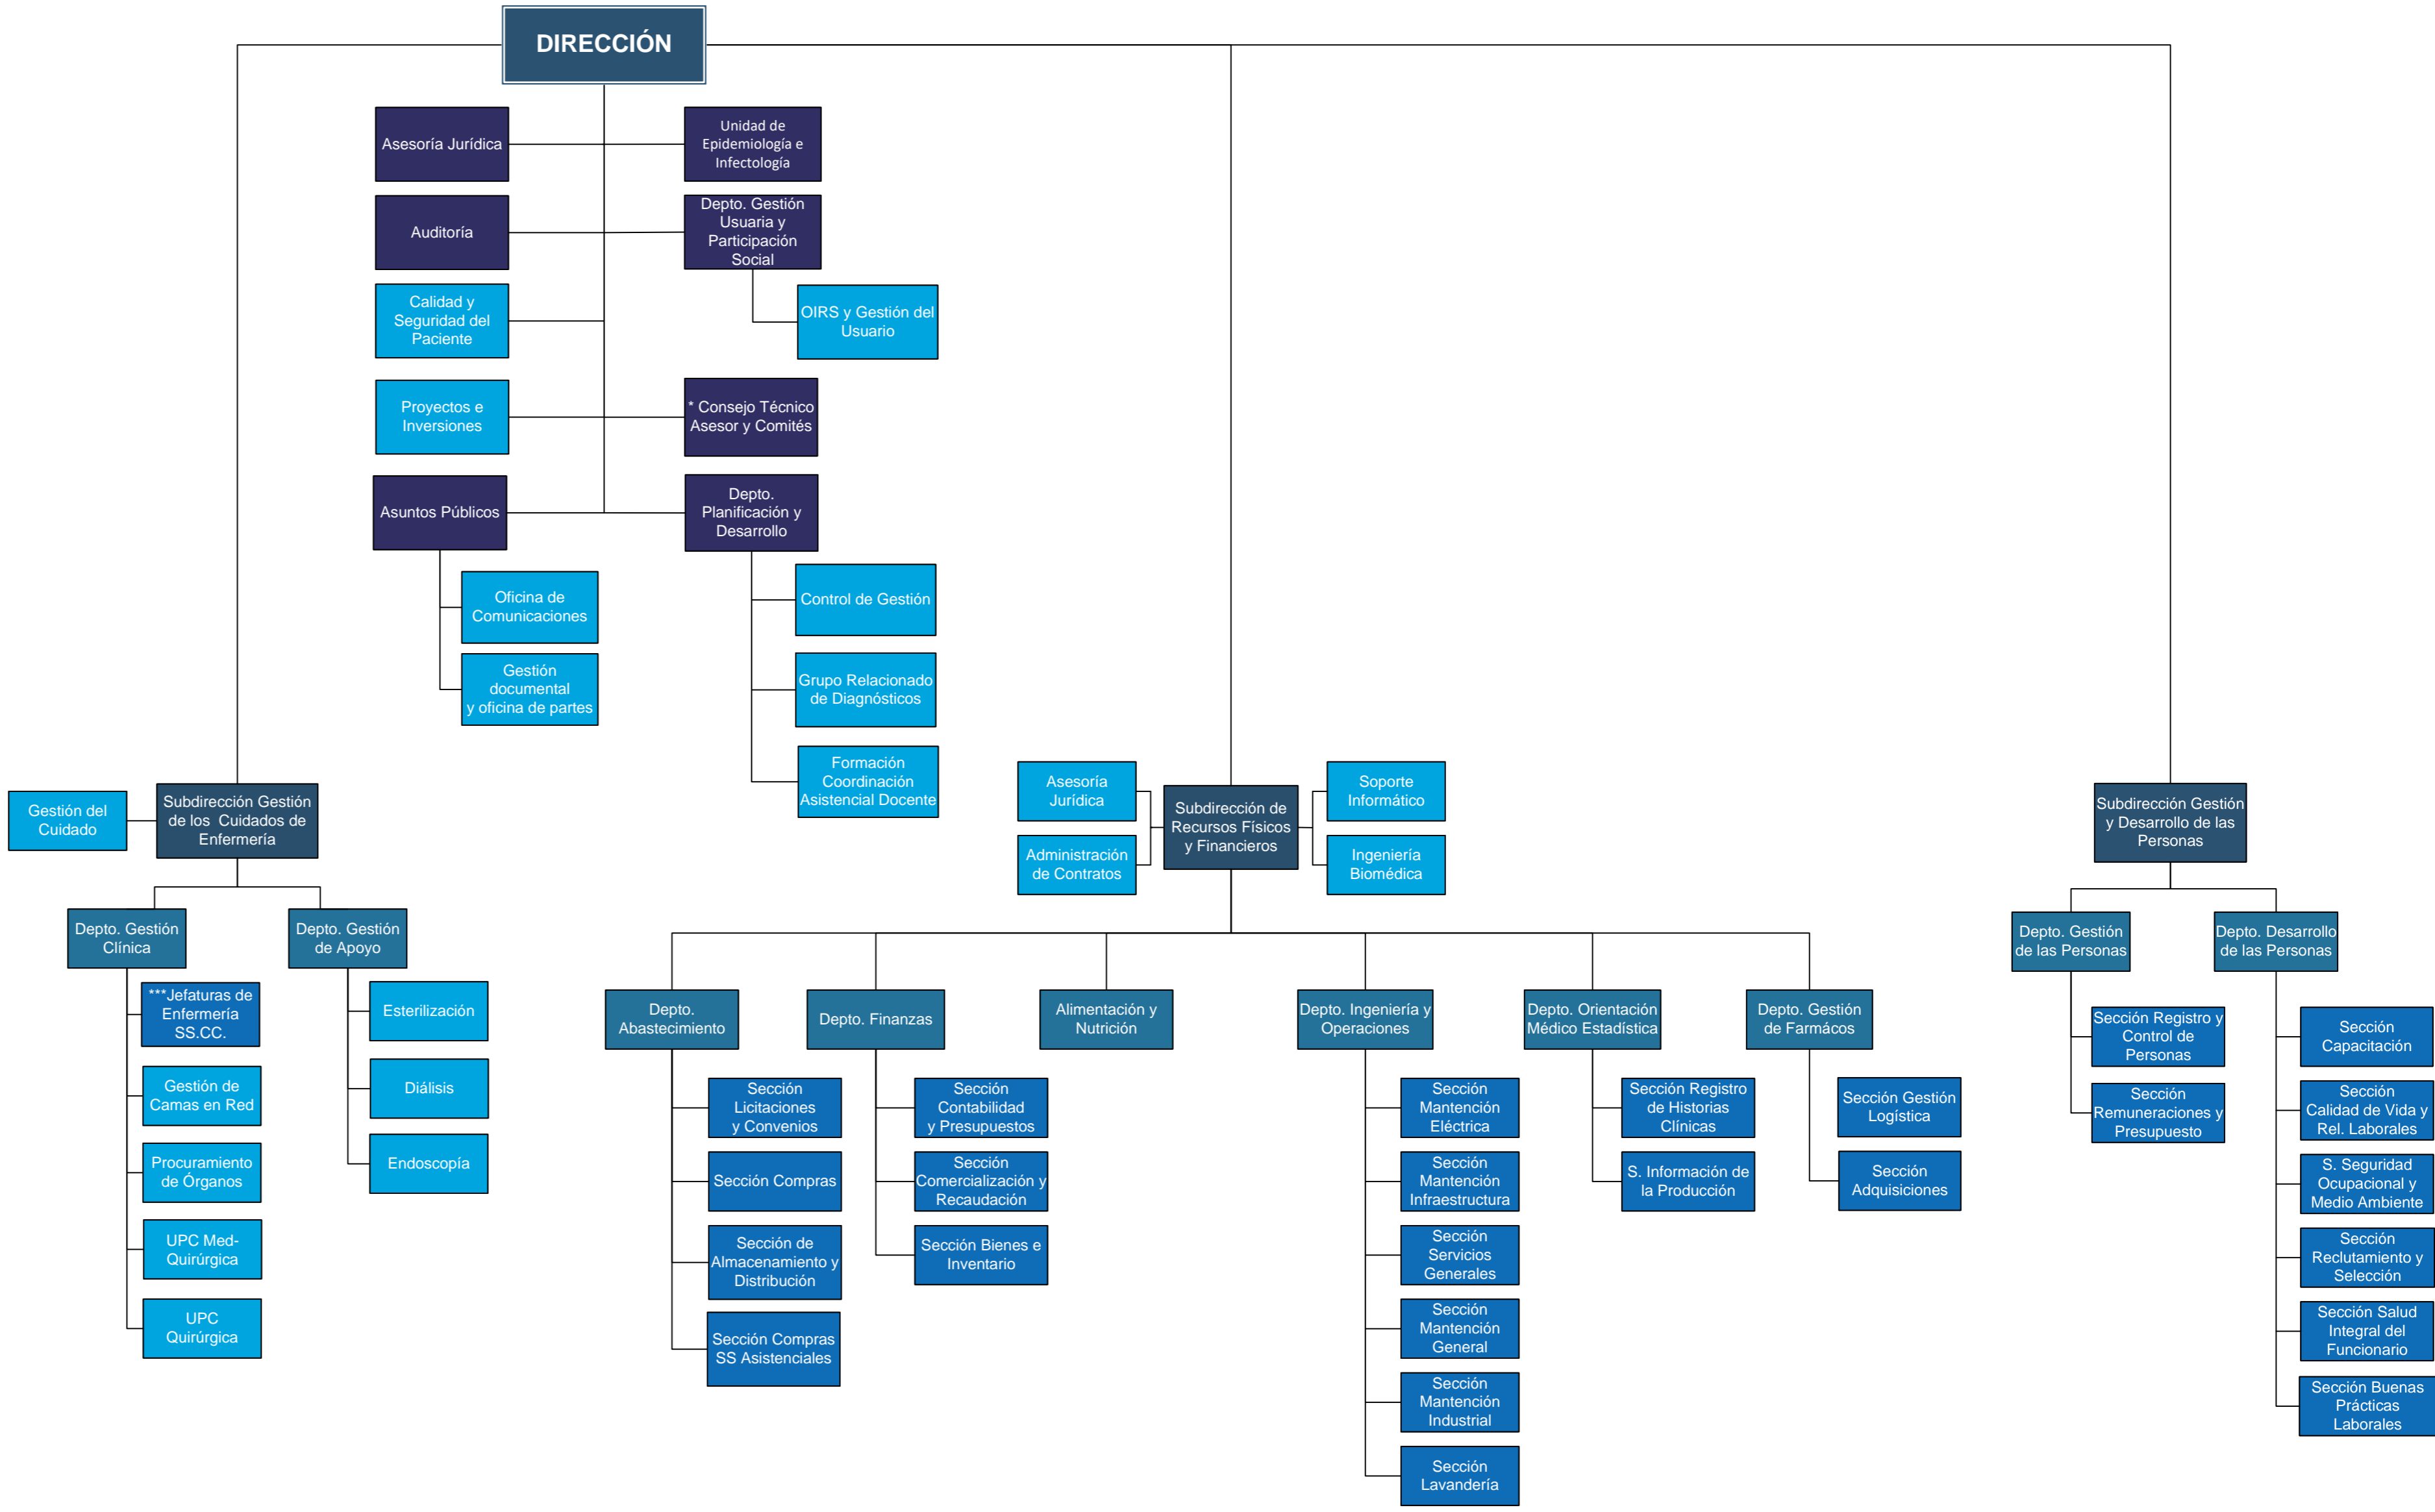 DIRECCIÓN
Asesoría Jurídica
Unidad de
Epidemiología e
Infectología
Auditoría
Depto. Gestión
Usuaria y
Participación
Social
Calidad y
Seguridad del
Paciente
OIRS y Gestión del
Usuario
Proyectos e
Inversiones
* Consejo Técnico
Asesor y Comités
Asuntos Públicos
Depto.
Planificación y
Desarrollo
Oficina de
Comunicaciones
Gestión
documental
y oficina de partes
Control de Gestión
Grupo Relacionado
de Diagnósticos
Formación
Coordinación
Asistencial Docente
Gestión del
Cuidado
Subdirección Gestión
de los  Cuidados de
Enfermería
Depto. Gestión
Clínica
***Jefaturas de
Enfermería
SS.CC.
Gestión de
Camas en Red
Procuramiento
de Órganos
UPC Med-
Quirúrgica
UPC
Quirúrgica
Depto. Gestión
de Apoyo
Esterilización
Diálisis
Endoscopía
Asesoría
Jurídica
Administración
de Contratos
Subdirección de
Recursos Físicos
y Financieros
Soporte
Informático
Ingeniería
Biomédica
Depto.
Abastecimiento
Sección
Licitaciones
y Convenios
Sección Compras
Sección de
Almacenamiento y
Distribución
Sección Compras
SS Asistenciales
Depto. Finanzas
Sección
Contabilidad
y Presupuestos
Sección
Comercialización y
Recaudación
Sección Bienes e
Inventario
Alimentación y
Nutrición
Depto. Ingeniería y
Operaciones
Sección
Mantención
Eléctrica
Sección
Mantención
Infraestructura
Sección
Servicios
Generales
Sección
Mantención
General
Sección
Mantención
Industrial
Sección
Lavandería
Depto. Orientación
Médico Estadística
Sección Registro
de Historias
Clínicas
S. Información de
la Producción
Depto. Gestión
de Farmácos
Sección Gestión
Logística
Sección
Adquisiciones
Subdirección Gestión
y Desarrollo de las
Personas
Depto. Gestión
de las Personas
Sección Registro y
Control de
Personas
Sección
Remuneraciones y
Presupuesto
Depto. Desarrollo
de las Personas
Sección
Capacitación
Sección
Calidad de Vida y
Rel. Laborales
S. Seguridad
Ocupacional y
Medio Ambiente
Sección
Reclutamiento y
Selección
Sección Salud
Integral del
Funcionario
Sección Buenas
Prácticas
Laborales